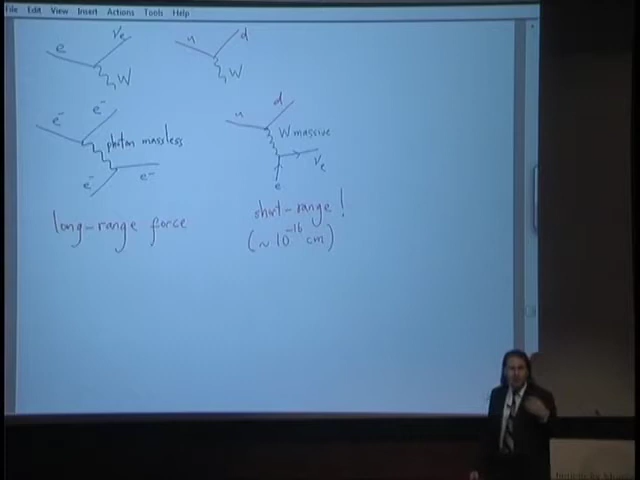 File Edit View Insert Actions Tools Help
e νe u d
W W
e⁻ e⁻ u d
photon massless W massive
e⁻ e⁻ νe
e
long-range force short-range!
(~10⁻¹⁶ cm)